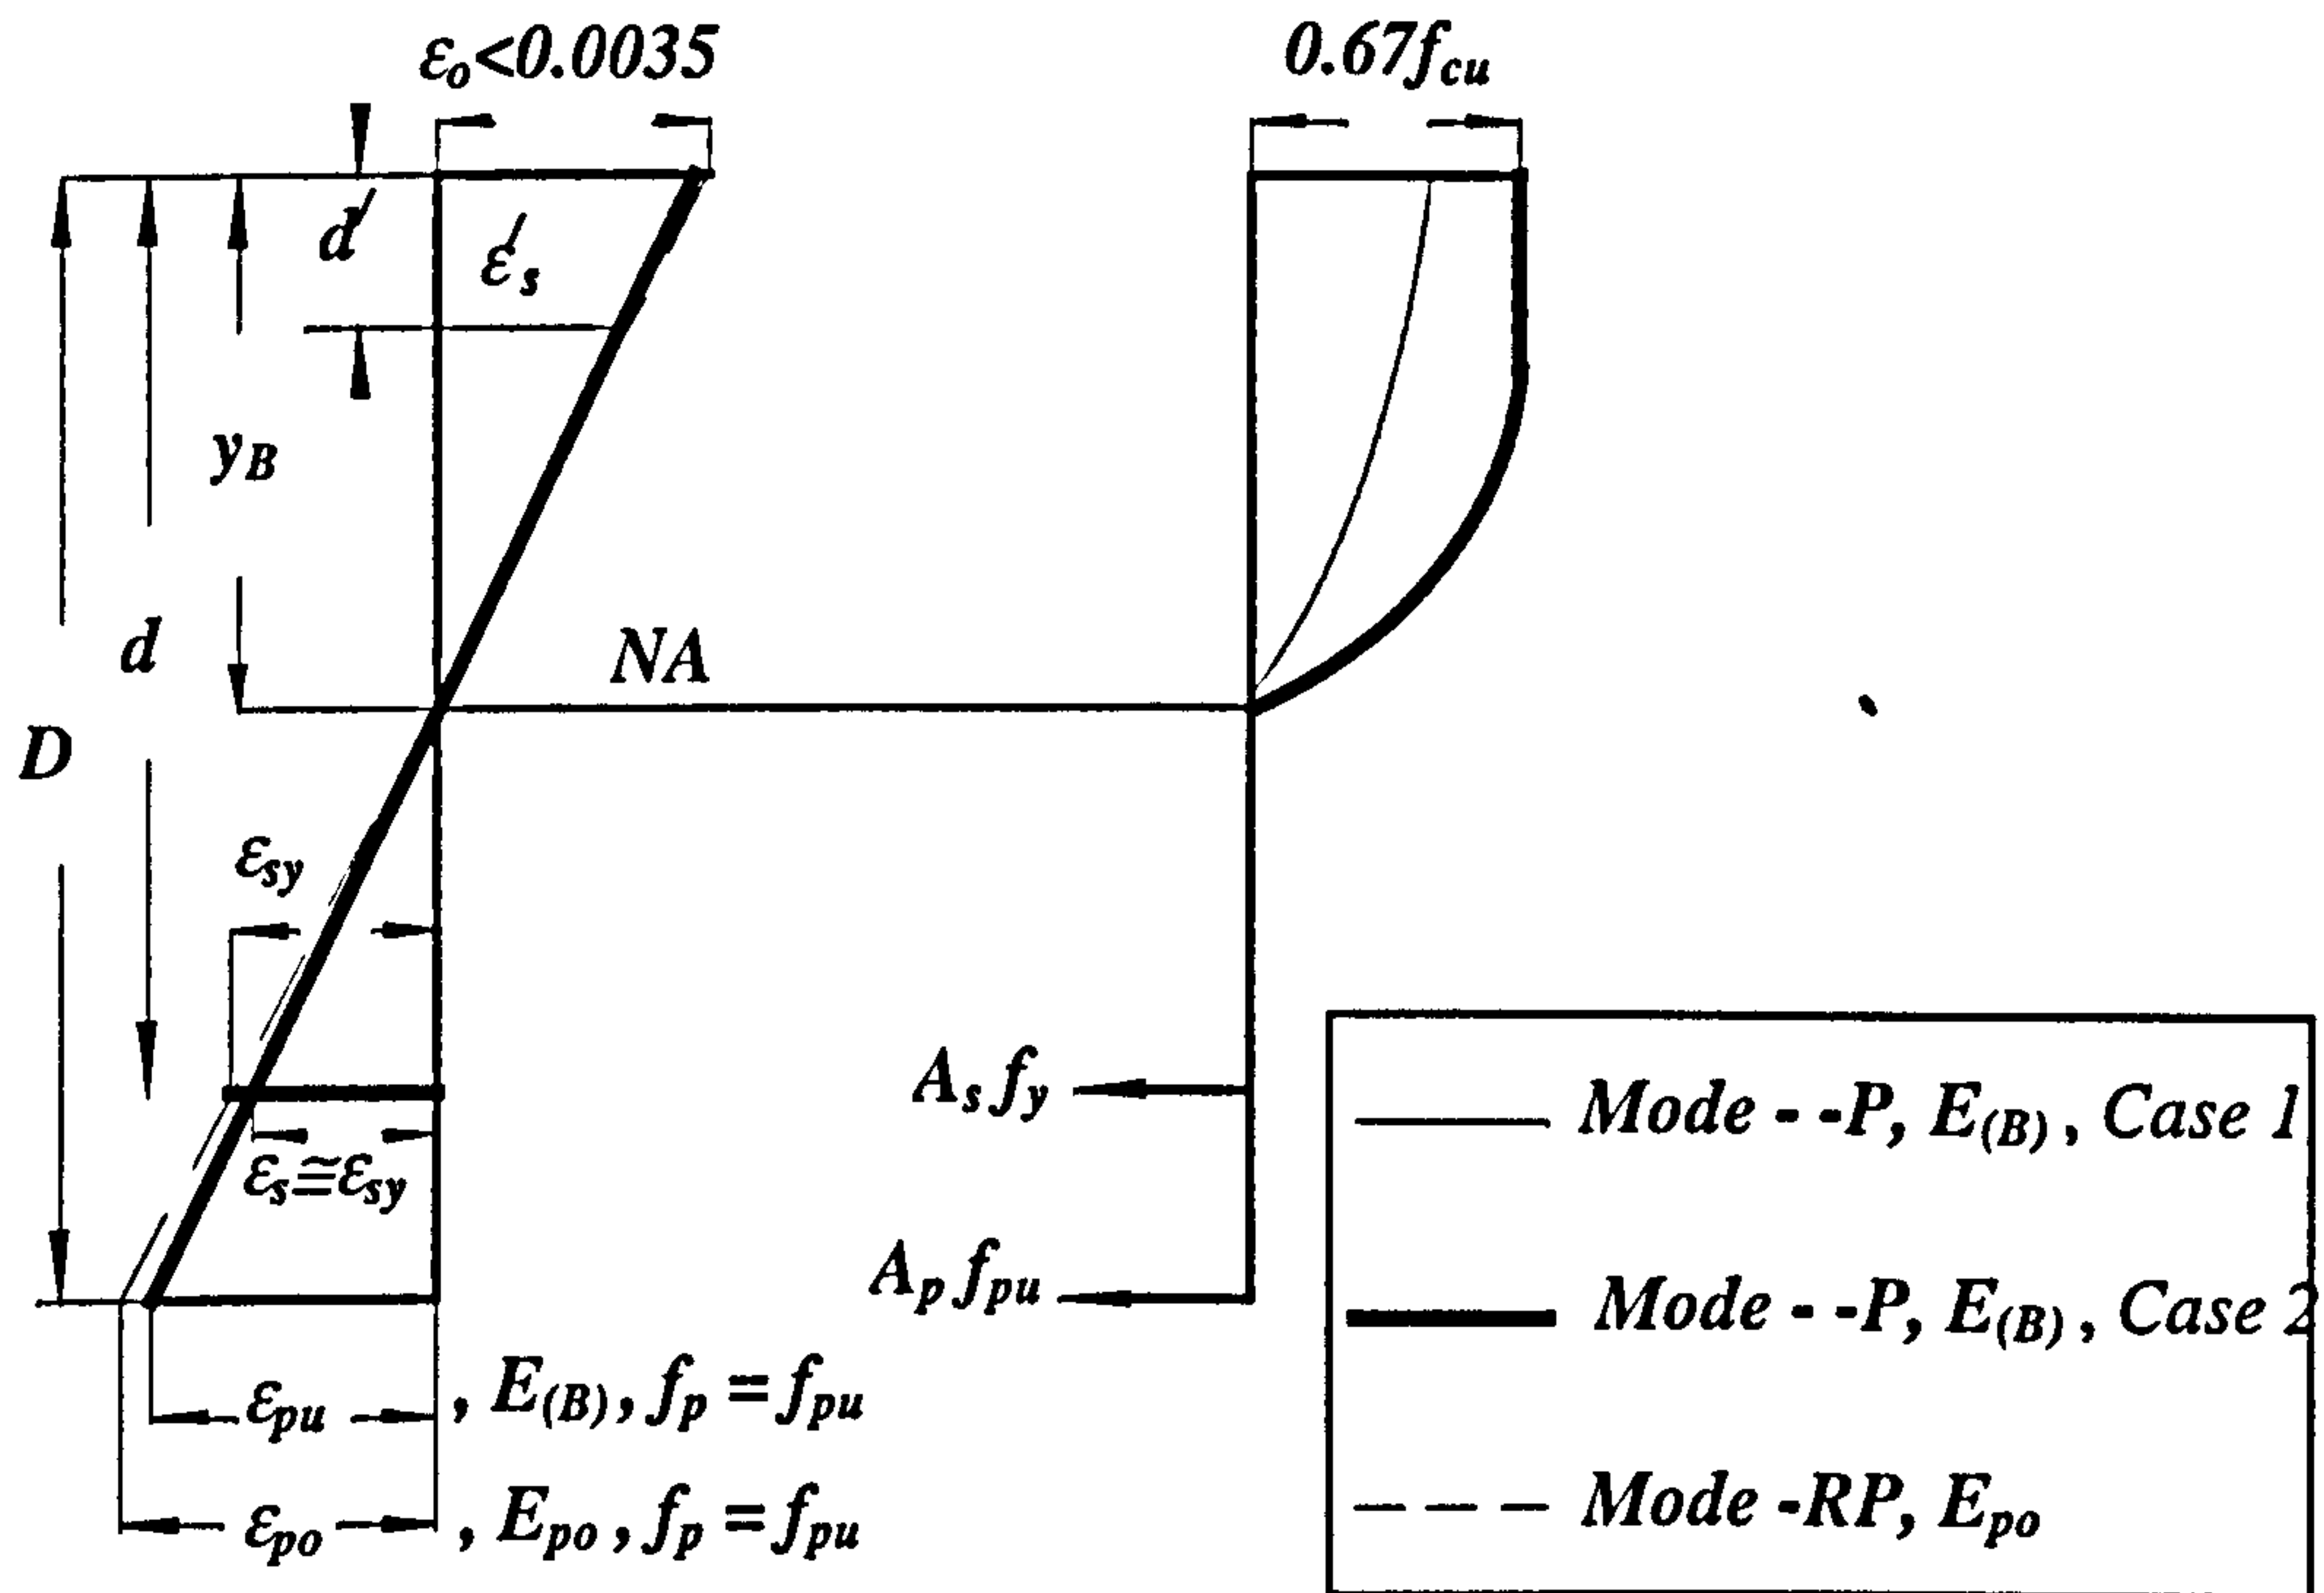 εₒ<0.0035
0.67f_cu
d′
ε′_s
y_B
d
NA
D
ε_sy
A_s f_y
ε_s≅ε_sy
A_p f_pu
ε_pu , E_(B) , f_p = f_pu
ε_po , E_po , f_p = f_pu
Mode - -P, E_(B) , Case 1
Mode - -P, E_(B) , Case 2
Mode -RP, E_po